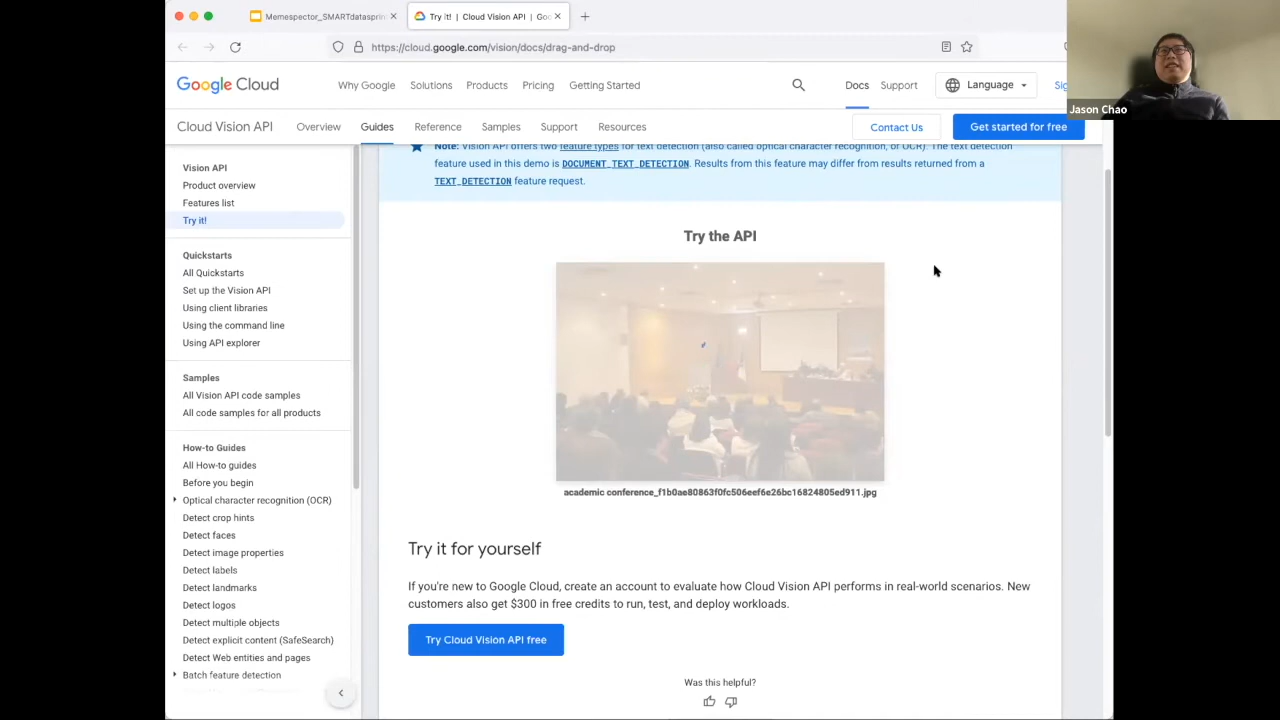 Memespector_SMARTdatasprin
Try it! | Cloud Vision API | Goo
https://cloud.google.com/vision/docs/drag-and-drop
Jason Chao
Google Cloud
Why Google
Solutions
Products
Pricing
Getting Started
Docs
Support
Language
Sig
Cloud Vision API
Overview
Guides
Reference
Samples
Support
Resources
Contact Us
Get started for free
Vision API
Product overview
Features list
Try it!
Quickstarts
All Quickstarts
Set up the Vision API
Using client libraries
Using the command line
Using API explorer
Samples
All Vision API code samples
All code samples for all products
How-to Guides
All How-to guides
Before you begin
Optical character recognition (OCR)
Detect crop hints
Detect faces
Detect image properties
Detect labels
Detect landmarks
Detect logos
Detect multiple objects
Detect explicit content (SafeSearch)
Detect Web entities and pages
Batch feature detection
Note: Vision API offers two feature types for text detection (also called optical character recognition, or OCR). The text detection
feature used in this demo is DOCUMENT_TEXT_DETECTION. Results from this feature may differ from results returned from a
TEXT_DETECTION feature request.
Try the API
academic conference_f1b0ae80863f0fc506eef6e26bc16824805ed911.jpg
Try it for yourself
If you're new to Google Cloud, create an account to evaluate how Cloud Vision API performs in real-world scenarios. New
customers also get $300 in free credits to run, test, and deploy workloads.
Try Cloud Vision API free
Was this helpful?